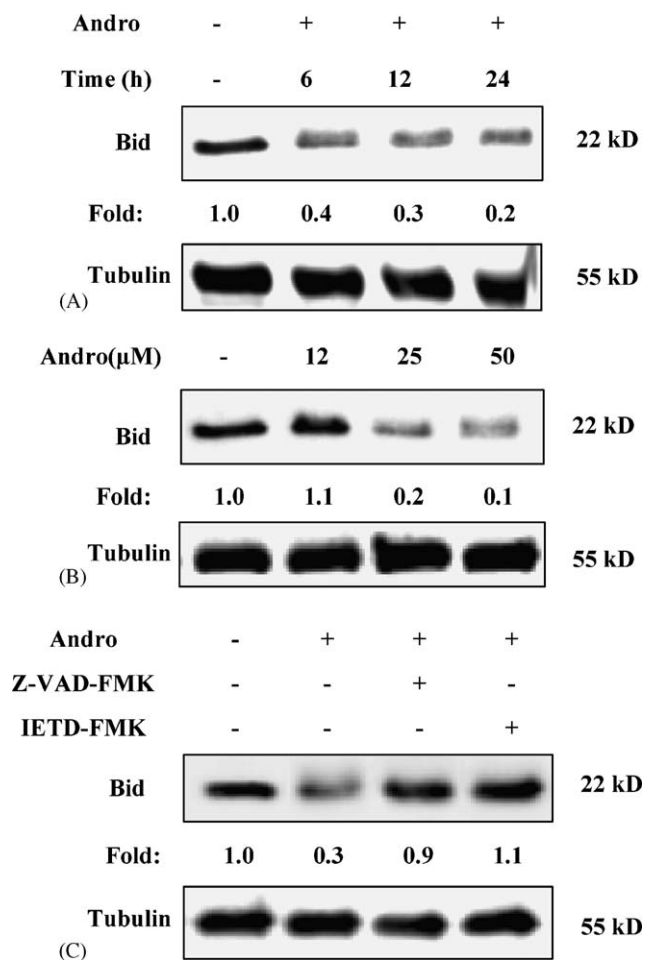 Andro - + + +
Time (h) - 6 12 24
Bid 22 kD
Fold: 1.0 0.4 0.3 0.2
Tubulin 55 kD
(A)
Andro(µM) - 12 25 50
Bid 22 kD
Fold: 1.0 1.1 0.2 0.1
Tubulin 55 kD
(B)
Andro - + + +
Z-VAD-FMK - - + -
IETD-FMK - - - +
Bid 22 kD
Fold: 1.0 0.3 0.9 1.1
Tubulin 55 kD
(C)